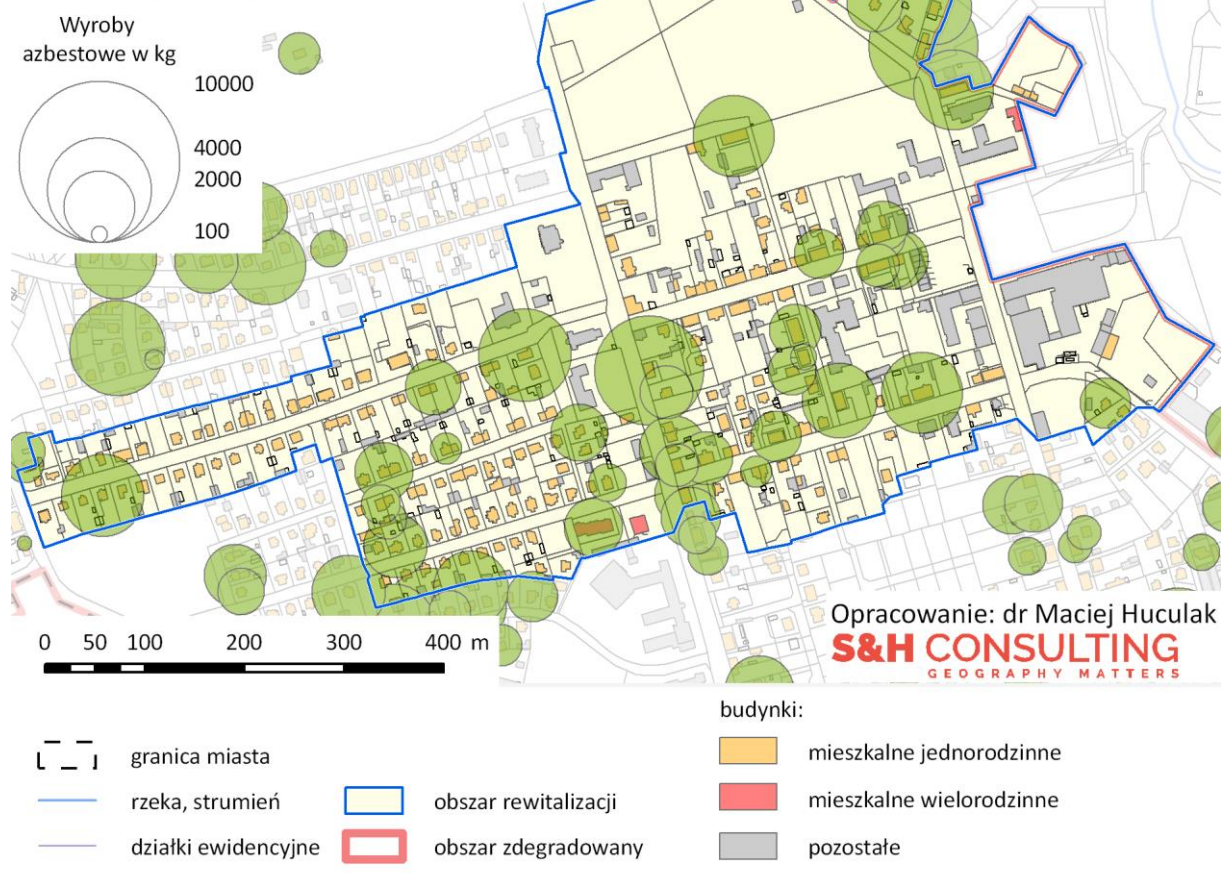 Wyroby
azbestowe w kg
10000
4000
2000
100
0 50 100 200 300 400 m
Opracowanie: dr Maciej Huculak
S&H CONSULTING
GEOGRAPHY MATTERS
granica miasta
rzeka, strumień
działki ewidencyjne
obszar rewitalizacji
obszar zdegradowany
budynki:
mieszkalne jednorodzinne
mieszkalne wielorodzinne
pozostałe